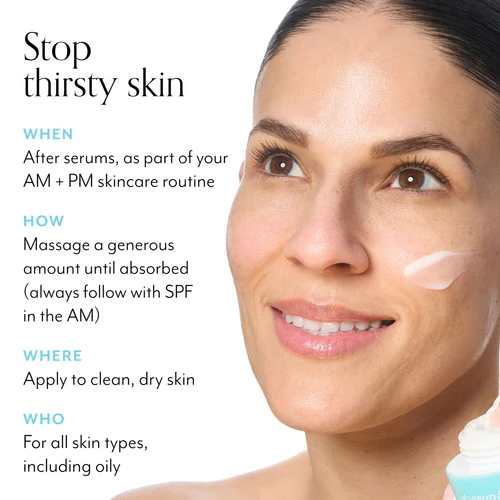 Stop
thirsty skin
WHEN
After serums, as part of your
AM + PM skincare routine
HOW
Massage a generous
amount until absorbed
(always follow with SPF
in the AM)
WHERE
Apply to clean, dry skin
WHO
For all skin types,
including oily